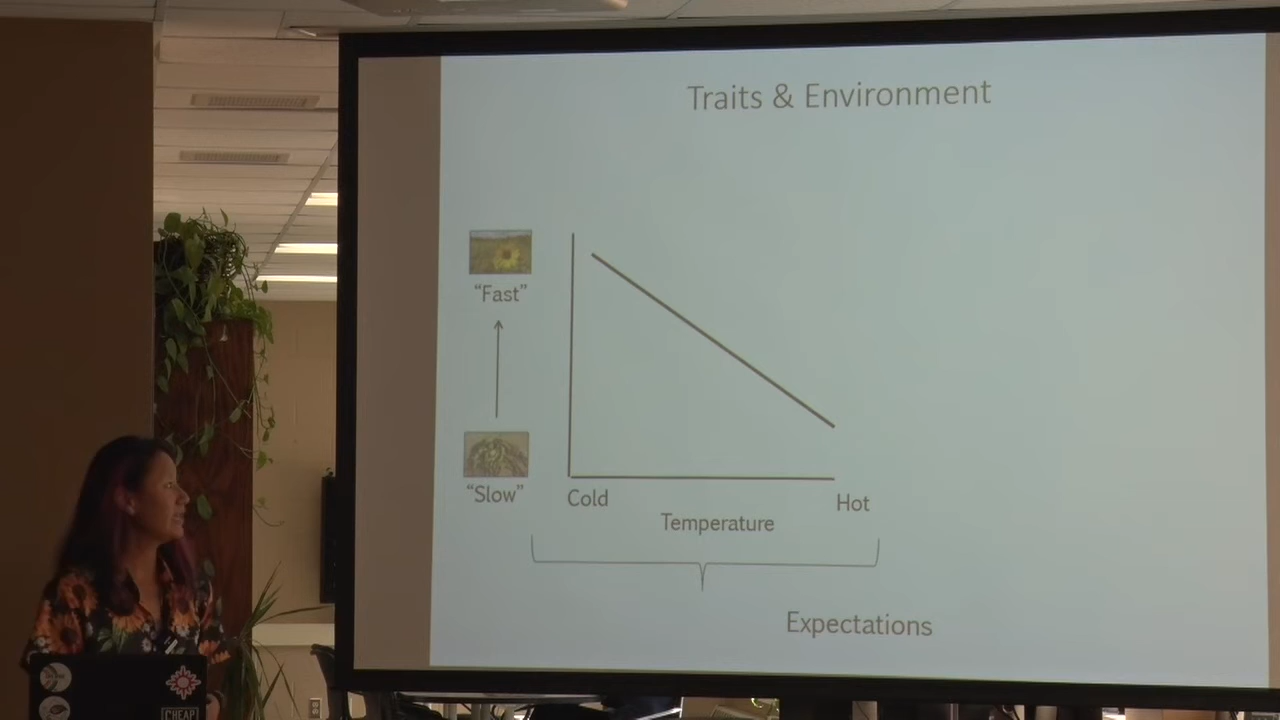 Traits & Environment
“Fast”
“Slow”
Cold
Hot
Temperature
Expectations
CHEAP